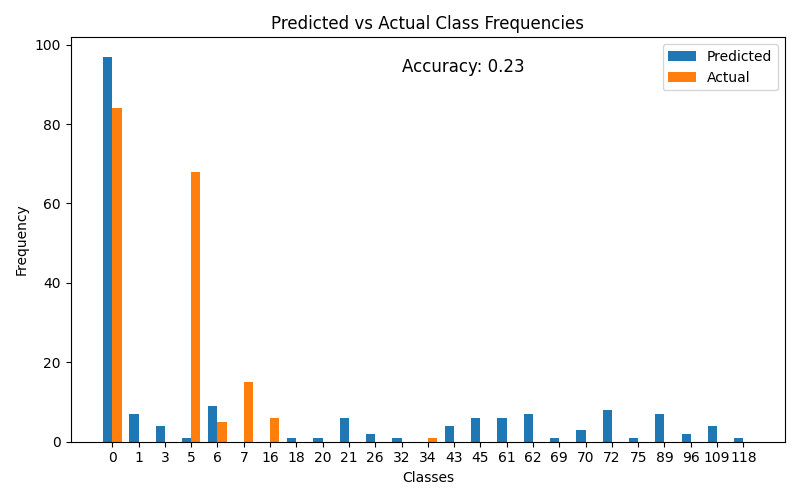 Predicted vs Actual Class Frequencies
Accuracy: 0.23
Predicted
Actual
Frequency
100
80
60
40
20
0
0 1 3 5 6 7 16 18 20 21 26 32 34 43 45 61 62 69 70 72 75 89 96 109 118
Classes